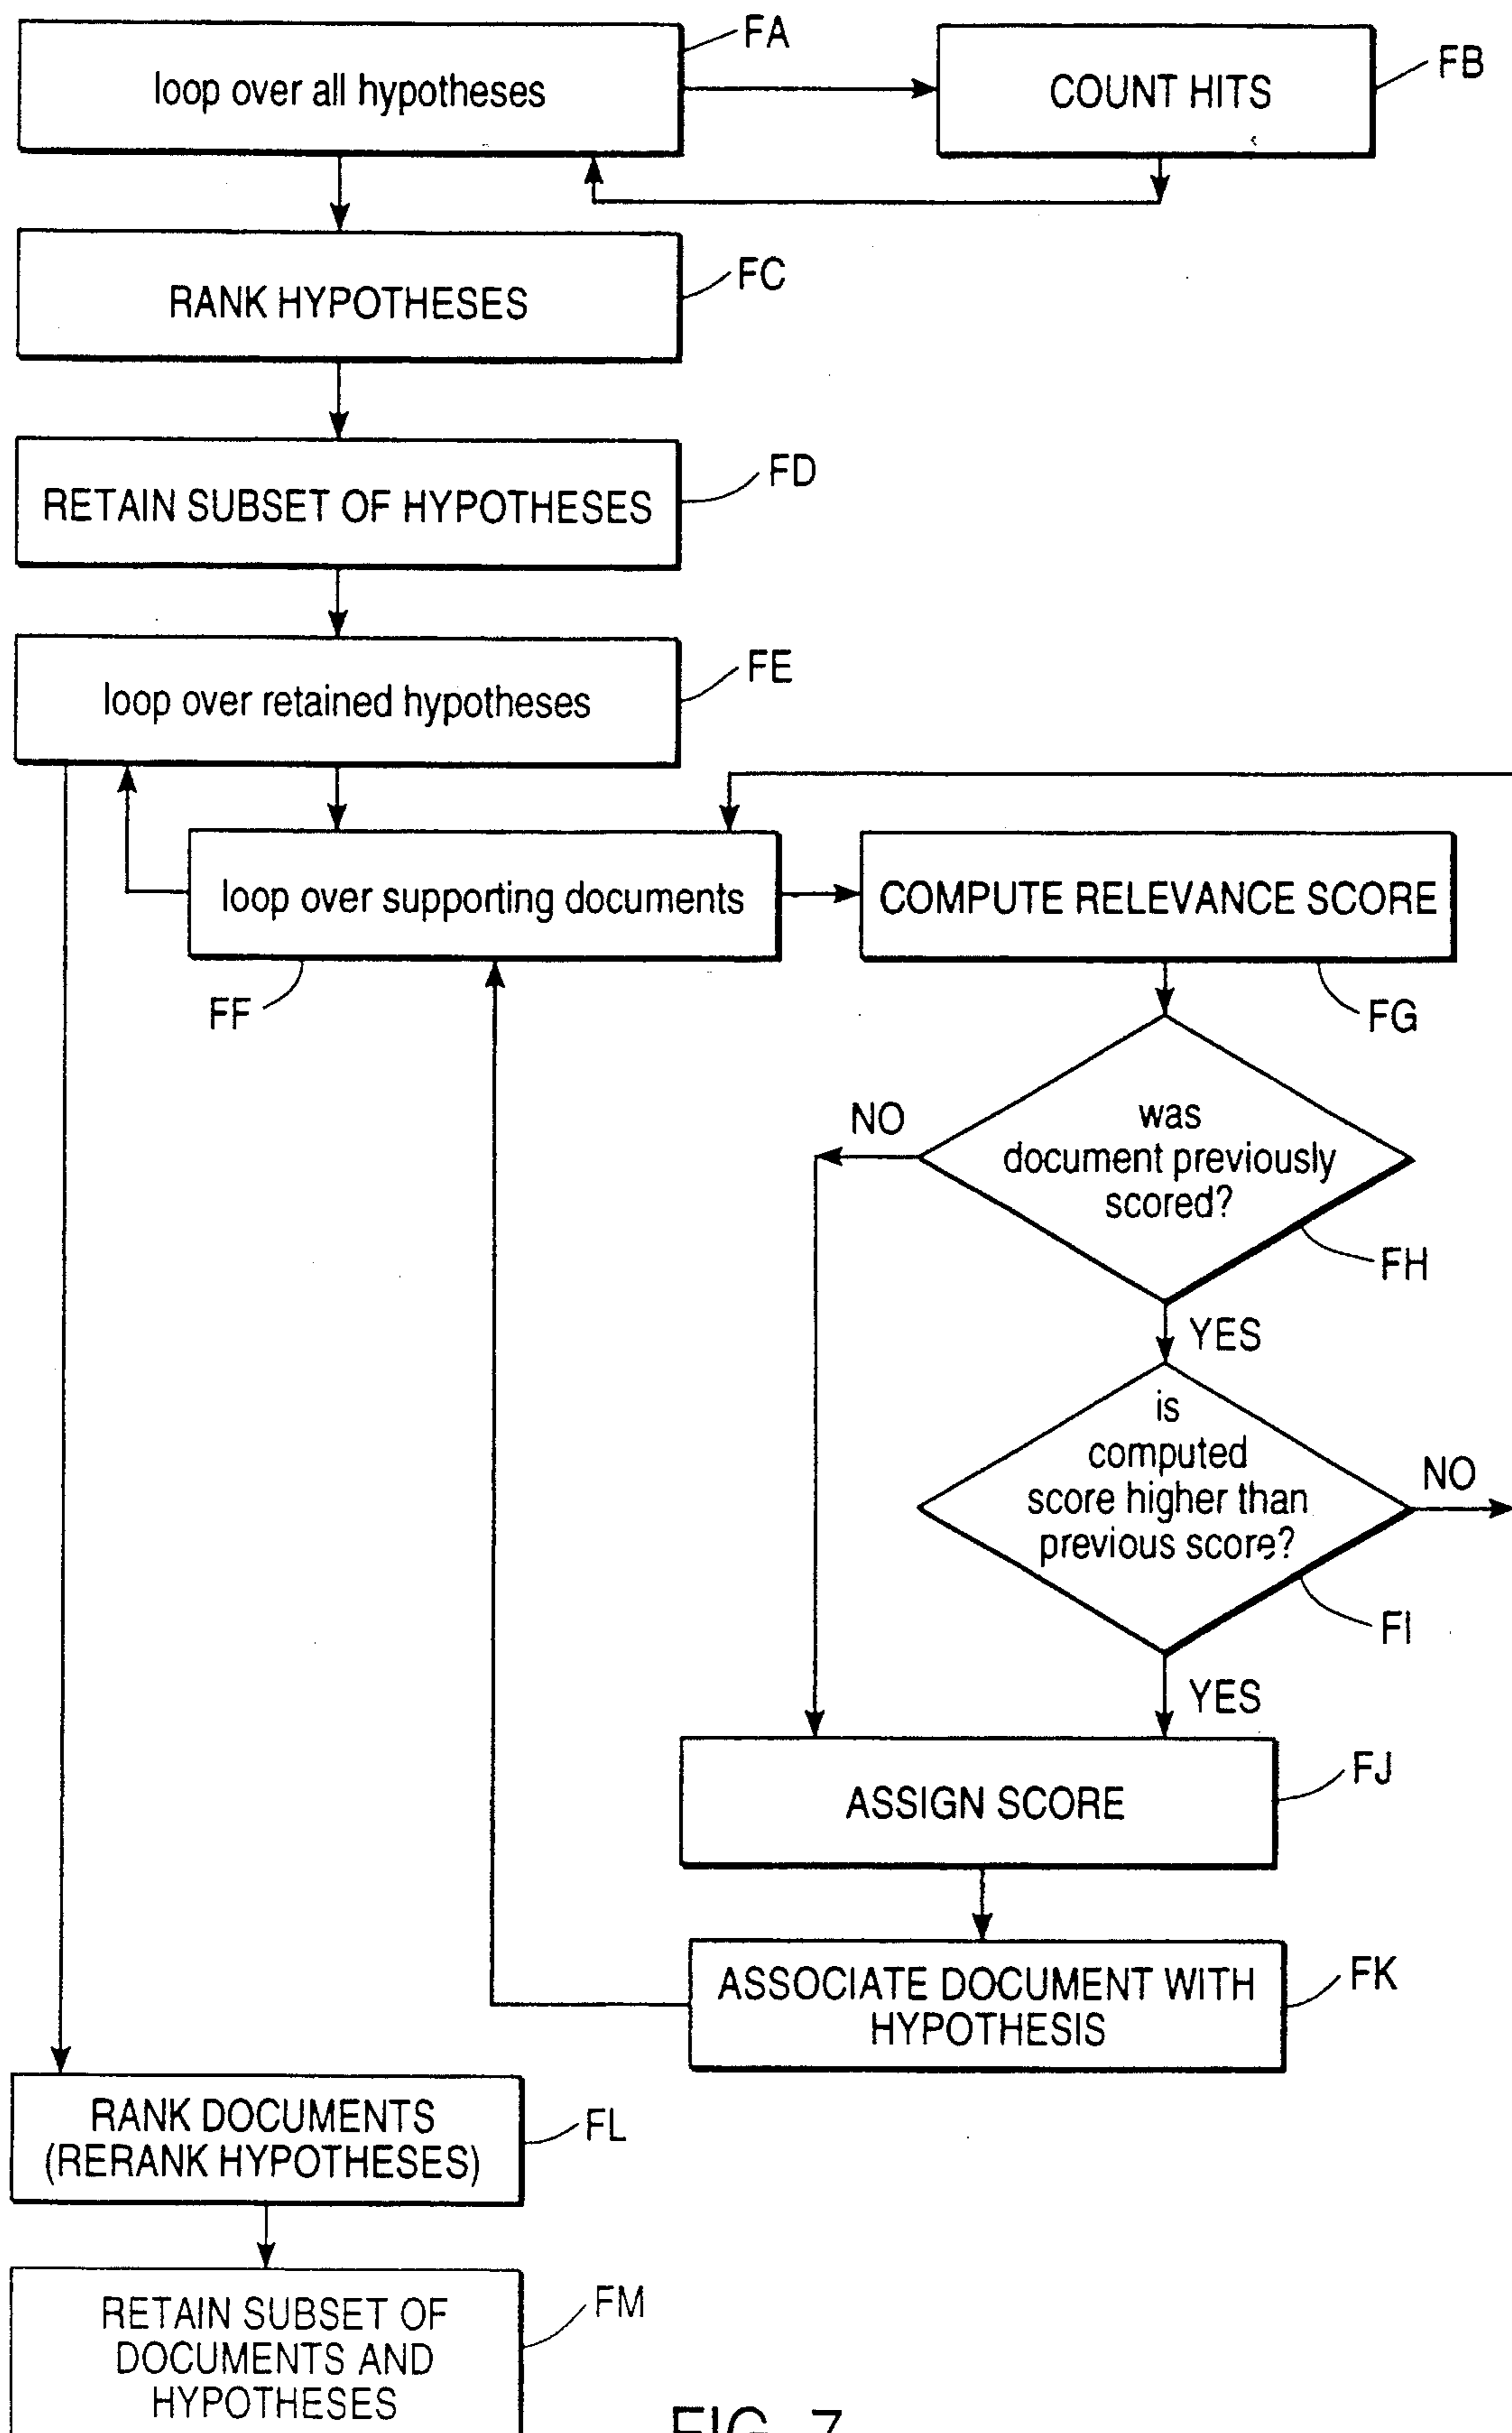 FA
loop over all hypotheses
COUNT HITS
FB
RANK HYPOTHESES
FC
RETAIN SUBSET OF HYPOTHESES
FD
loop over retained hypotheses
FE
loop over supporting documents
FF
COMPUTE RELEVANCE SCORE
FG
NO
was
document previously
scored?
FH
YES
is
computed
score higher than
previous score?
NO
FI
YES
ASSIGN SCORE
FJ
ASSOCIATE DOCUMENT WITH
HYPOTHESIS
FK
RANK DOCUMENTS
(RERANK HYPOTHESES)
FL
RETAIN SUBSET OF
DOCUMENTS AND
HYPOTHESES
FM
FIG. 7